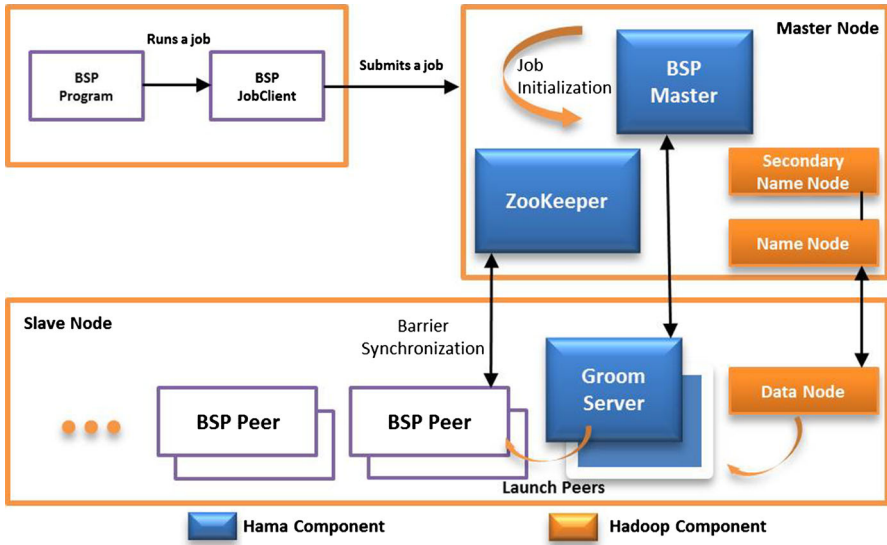 Runs a job
BSP
Program
BSP
JobClient
Submits a job
Master Node
Job
Initialization
BSP
Master
ZooKeeper
Secondary
Name Node
Name Node
Slave Node
Barrier
Synchronization
BSP Peer
BSP Peer
Groom
Server
Data Node
Launch Peers
Hama Component
Hadoop Component